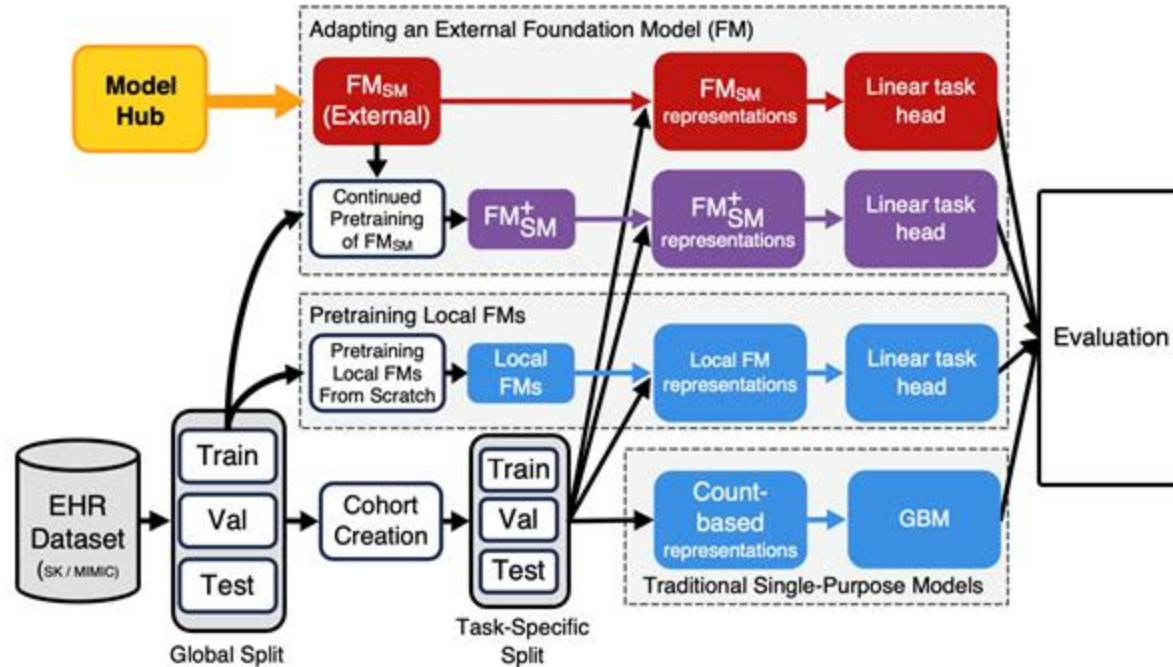 Adapting an External Foundation Model (FM)
Model
Hub
FMSM
(External)
FMSM
representations
Linear task
head
Continued
Pretraining
of FMSM
FM+SM
FM+SM
representations
Linear task
head
Pretraining Local FMs
Pretraining
Local FMs
From Scratch
Local
FMs
Local FM
representations
Linear task
head
Evaluation
EHR
Dataset
(SK / MIMIC)
Train
Val
Test
Global Split
Cohort
Creation
Train
Val
Test
Task-Specific
Split
Count-
based
representations
GBM
Traditional Single-Purpose Models